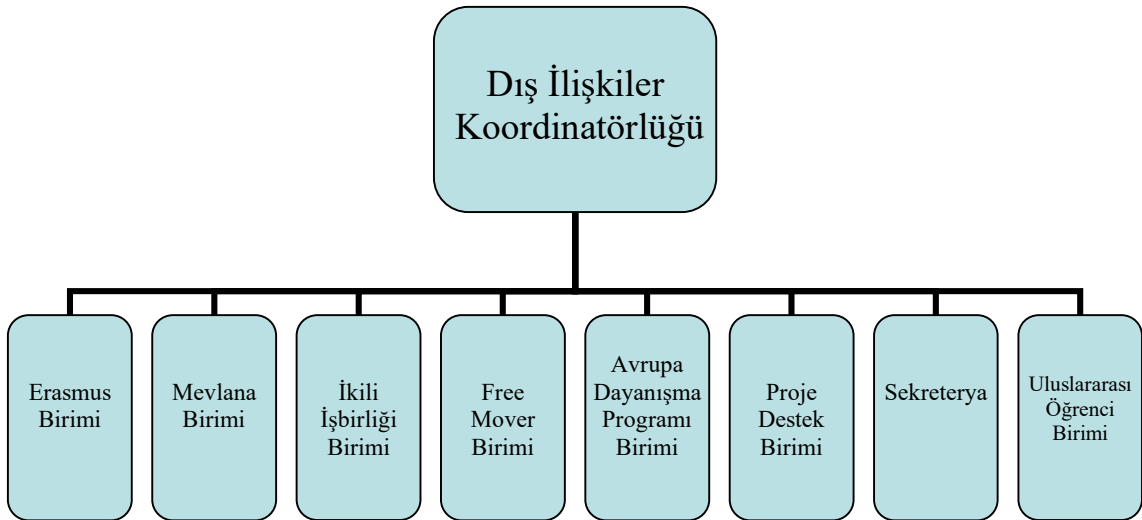 Dış İlişkiler
Koordinatörlüğü
Erasmus
Birimi
Mevlana
Birimi
İkili
İşbirliği
Birimi
Free
Mover
Birimi
Avrupa
Dayanışma
Programı
Birimi
Proje
Destek
Birimi
Sekreterya
Uluslararası
Öğrenci
Birimi